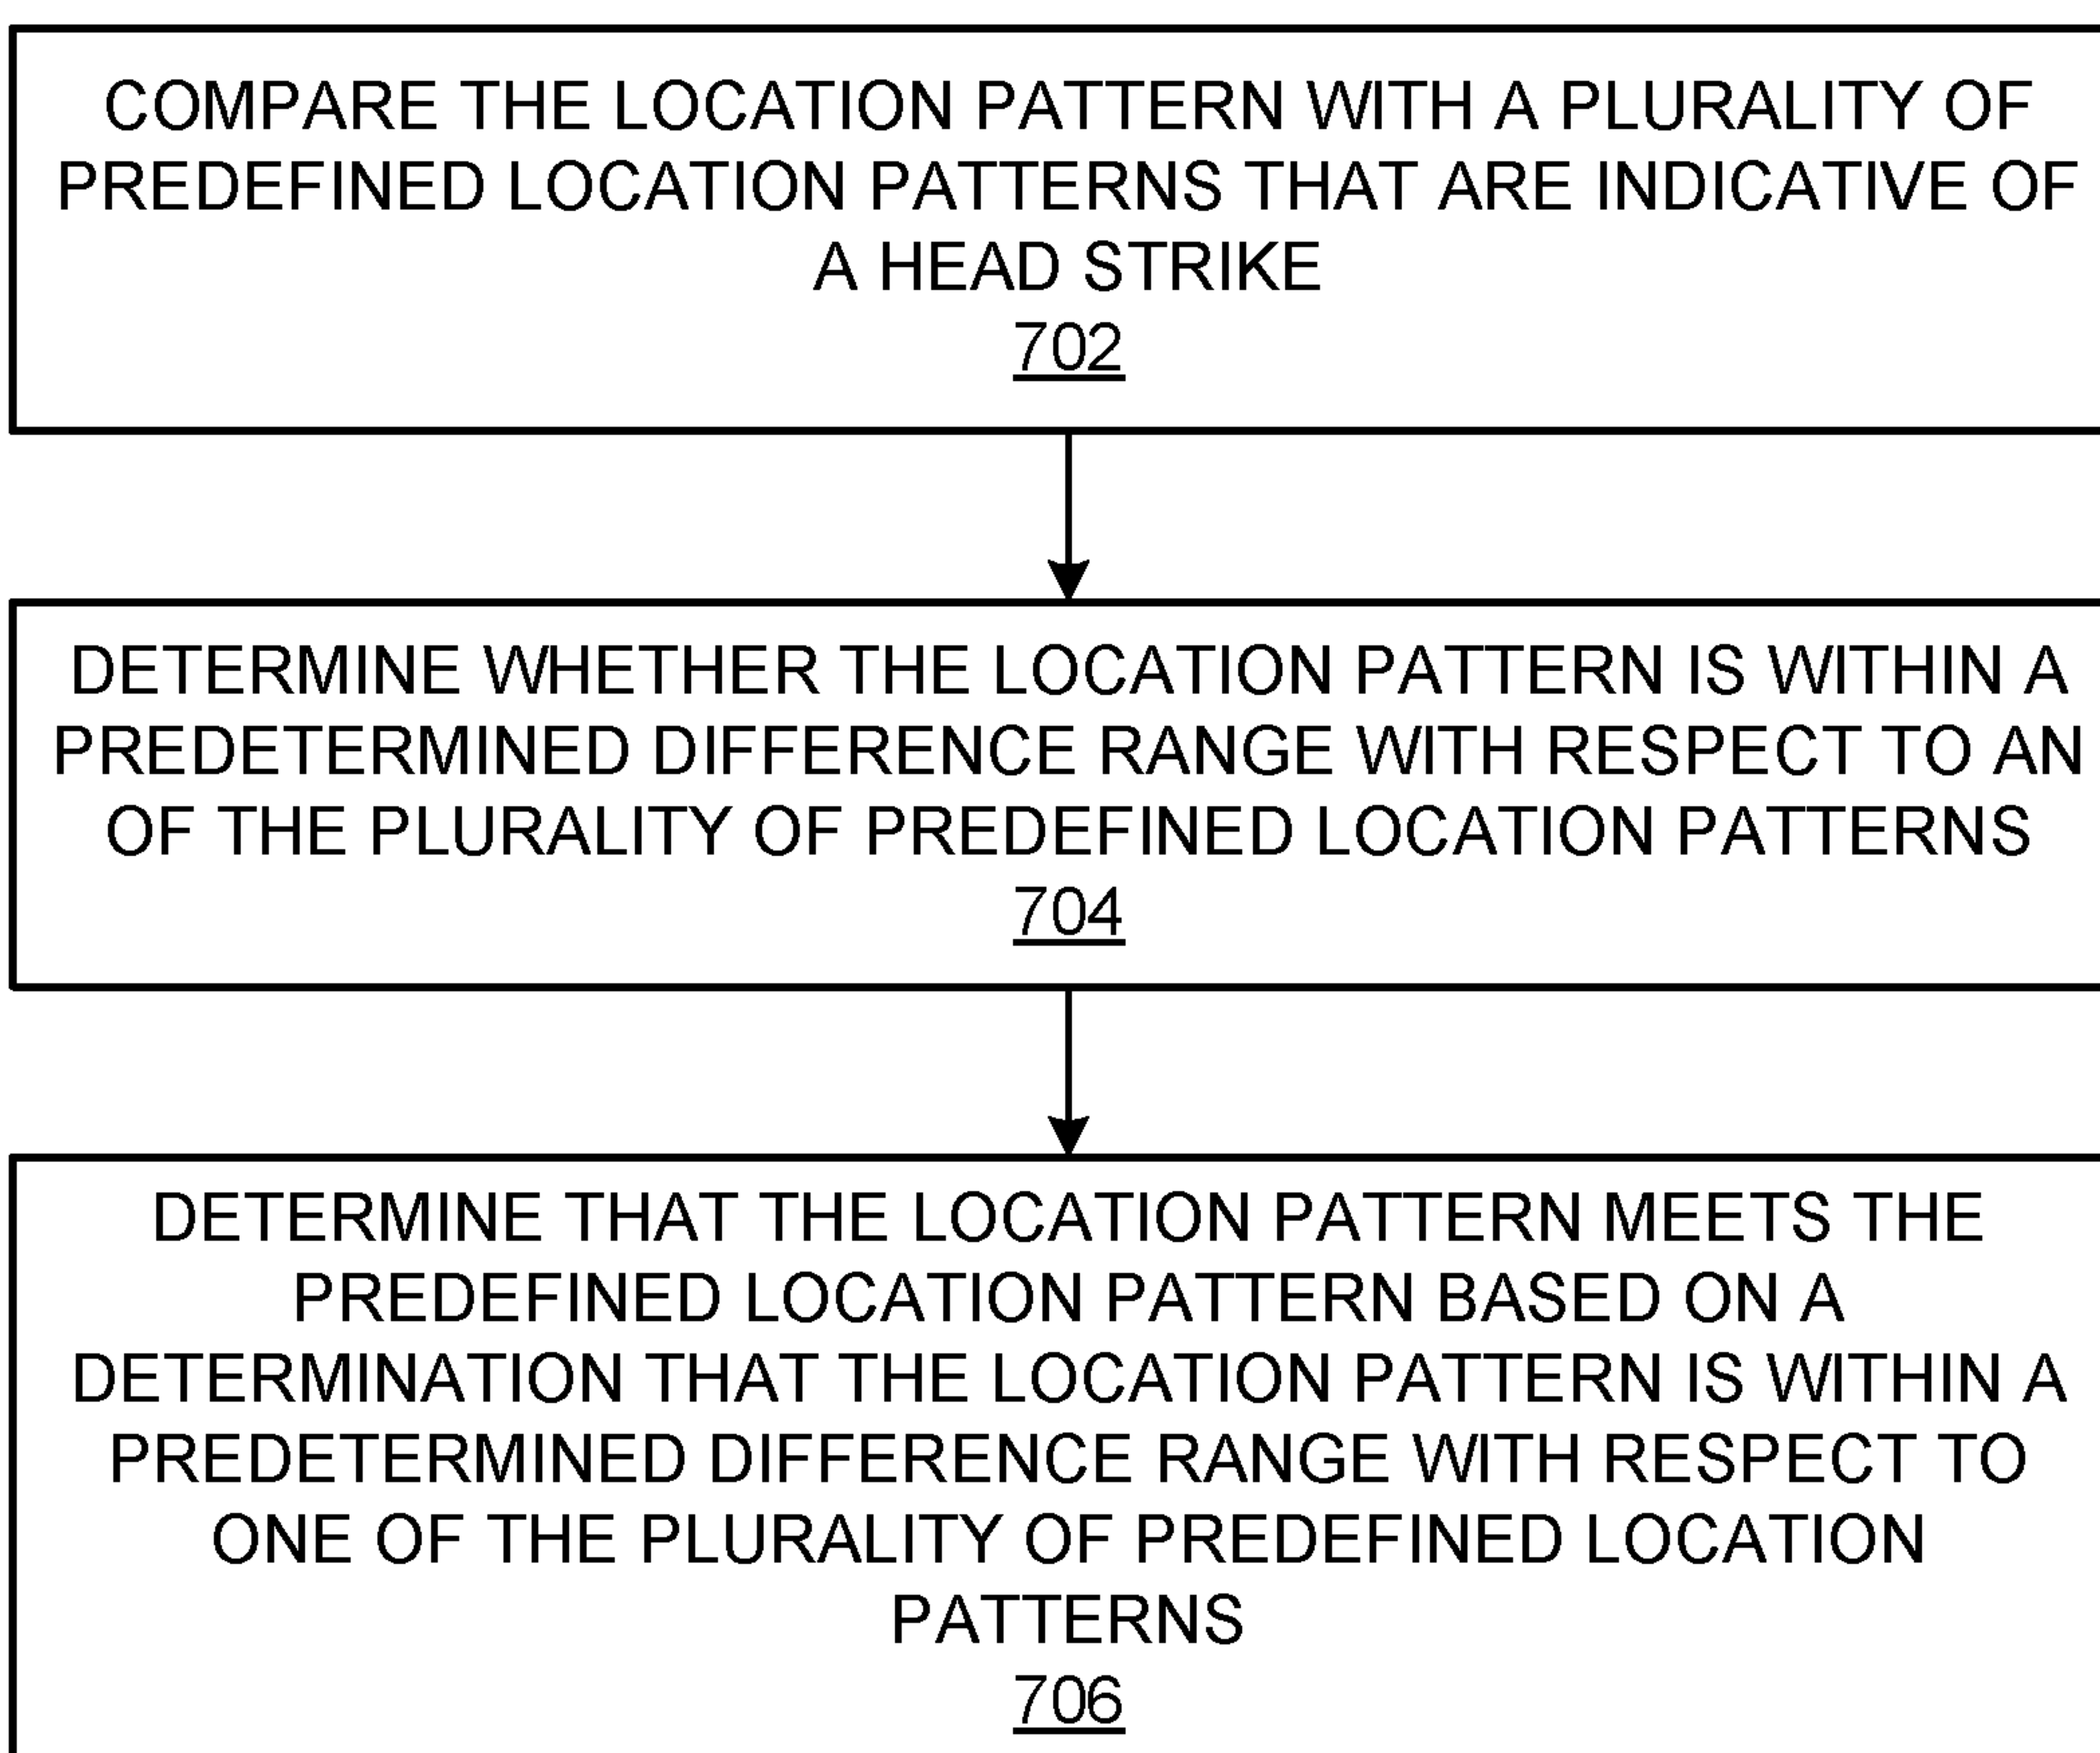 COMPARE THE LOCATION PATTERN WITH A PLURALITY OF
PREDEFINED LOCATION PATTERNS THAT ARE INDICATIVE OF
A HEAD STRIKE
702
DETERMINE WHETHER THE LOCATION PATTERN IS WITHIN A
PREDETERMINED DIFFERENCE RANGE WITH RESPECT TO AN
OF THE PLURALITY OF PREDEFINED LOCATION PATTERNS
704
DETERMINE THAT THE LOCATION PATTERN MEETS THE
PREDEFINED LOCATION PATTERN BASED ON A
DETERMINATION THAT THE LOCATION PATTERN IS WITHIN A
PREDETERMINED DIFFERENCE RANGE WITH RESPECT TO
ONE OF THE PLURALITY OF PREDEFINED LOCATION
PATTERNS
706